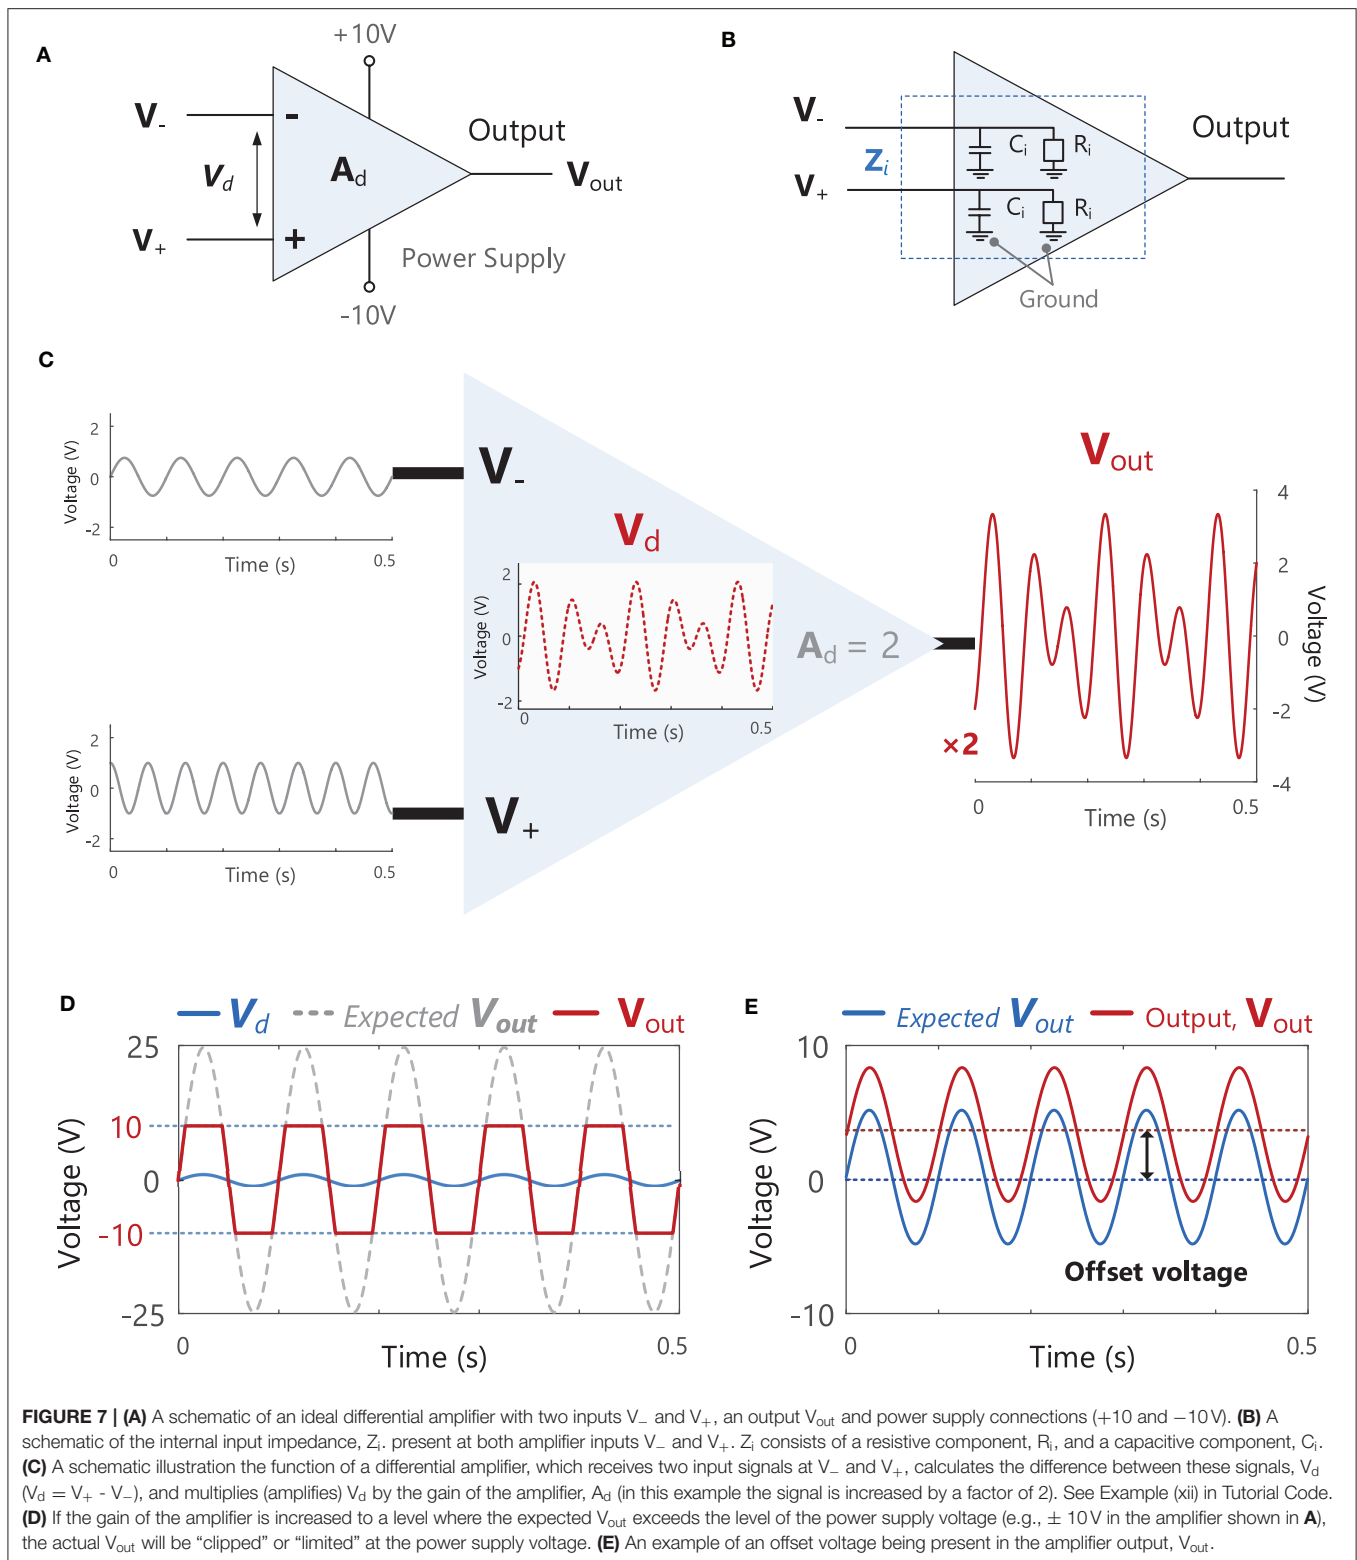 A
+10V
V-
-
Vd
Ad
Output
Vout
V+
+
Power Supply
-10V
B
V-
Zi
Ci
Ri
Output
V+
Ci
Ri
Ground
C
Voltage (V)
2
0
-2
0
Time (s)
0.5
V-
Vd
Voltage (V)
2
0
-2
0
Time (s)
0.5
Ad = 2
Vout
4
2
0
-2
-4
Voltage (V)
×2
0
Time (s)
0.5
Voltage (V)
2
0
-2
0
Time (s)
0.5
V+
D
Vd
Expected Vout
Vout
Voltage (V)
25
10
0
-10
-25
0
Time (s)
0.5
E
Expected Vout
Output, Vout
Voltage (V)
10
0
-10
Offset voltage
0
Time (s)
0.5
FIGURE 7 | (A) A schematic of an ideal differential amplifier with two inputs V− and V+, an output Vout and power supply connections (+10 and −10 V). (B) A
schematic of the internal input impedance, Zi. present at both amplifier inputs V− and V+. Zi consists of a resistive component, Ri, and a capacitive component, Ci.
(C) A schematic illustration the function of a differential amplifier, which receives two input signals at V− and V+, calculates the difference between these signals, Vd
(Vd = V+ - V−), and multiplies (amplifies) Vd by the gain of the amplifier, Ad (in this example the signal is increased by a factor of 2). See Example (xii) in Tutorial Code.
(D) If the gain of the amplifier is increased to a level where the expected Vout exceeds the level of the power supply voltage (e.g., ± 10 V in the amplifier shown in A),
the actual Vout will be “clipped” or “limited” at the power supply voltage. (E) An example of an offset voltage being present in the amplifier output, Vout.